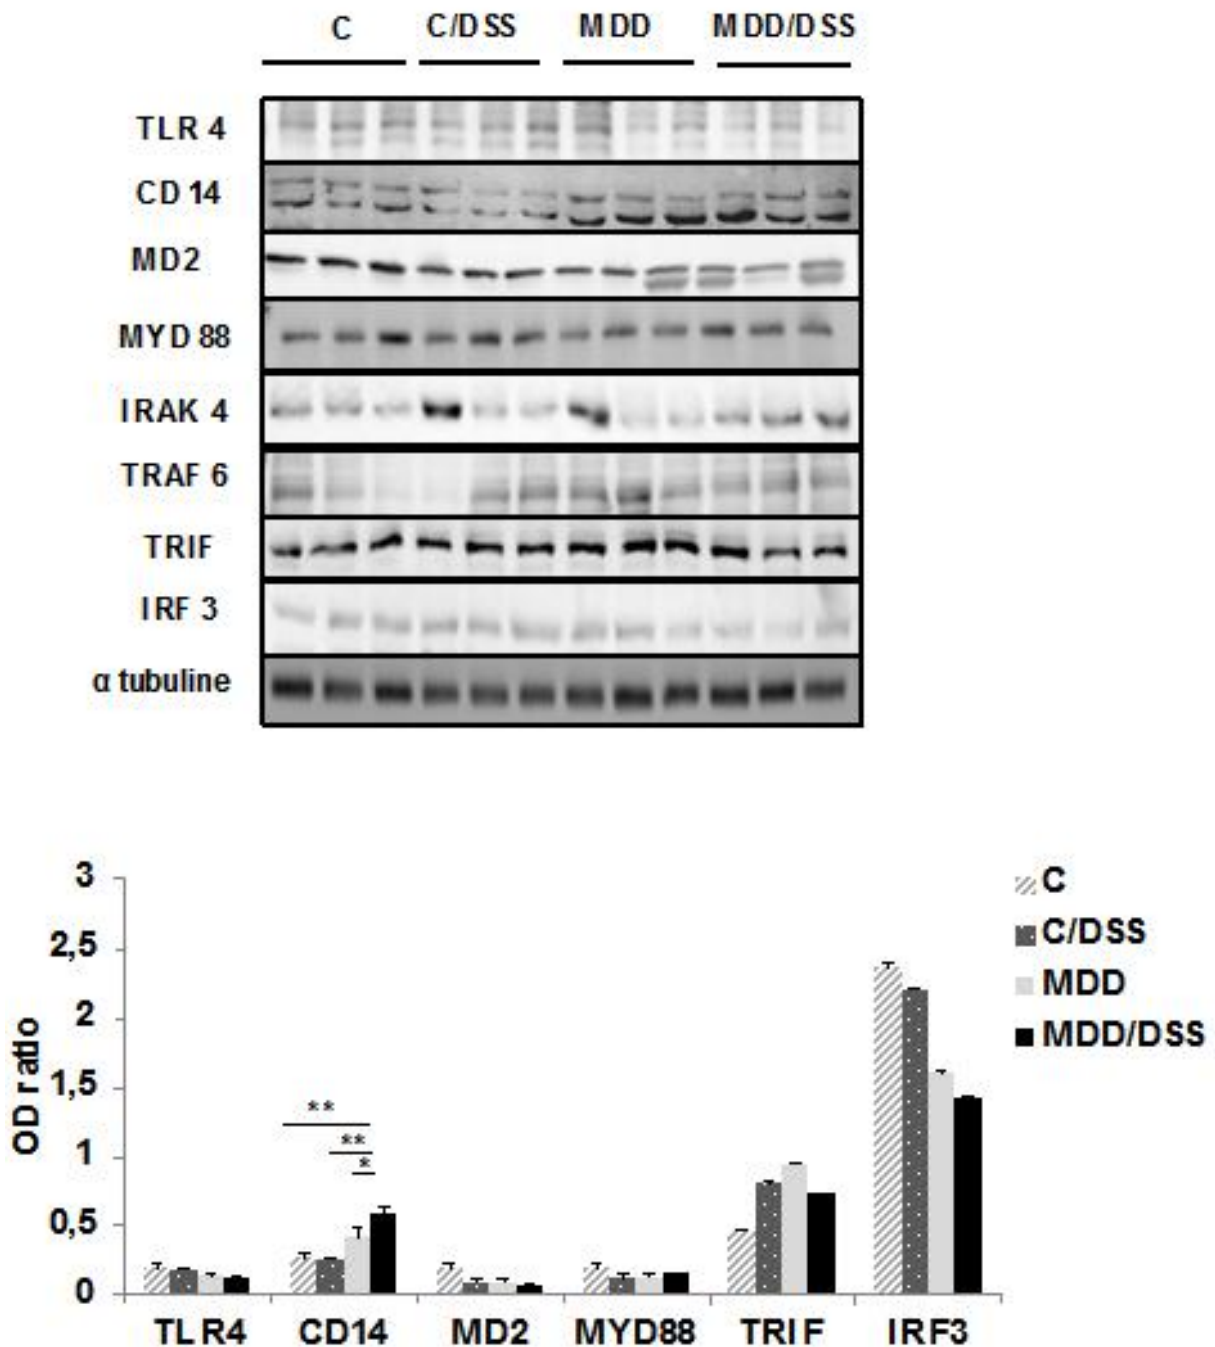 C C/DSS MDD MDD/DSS
TLR 4
CD 14
MD2
MYD 88
IRAK 4
TRAF 6
TRIF
IRF 3
α tubuline
3
2,5
2
1,5
1
0,5
0
OD ratio
**
**
*
TLR4 CD14 MD2 MYD88 TRIF IRF3
C
C/DSS
MDD
MDD/DSS